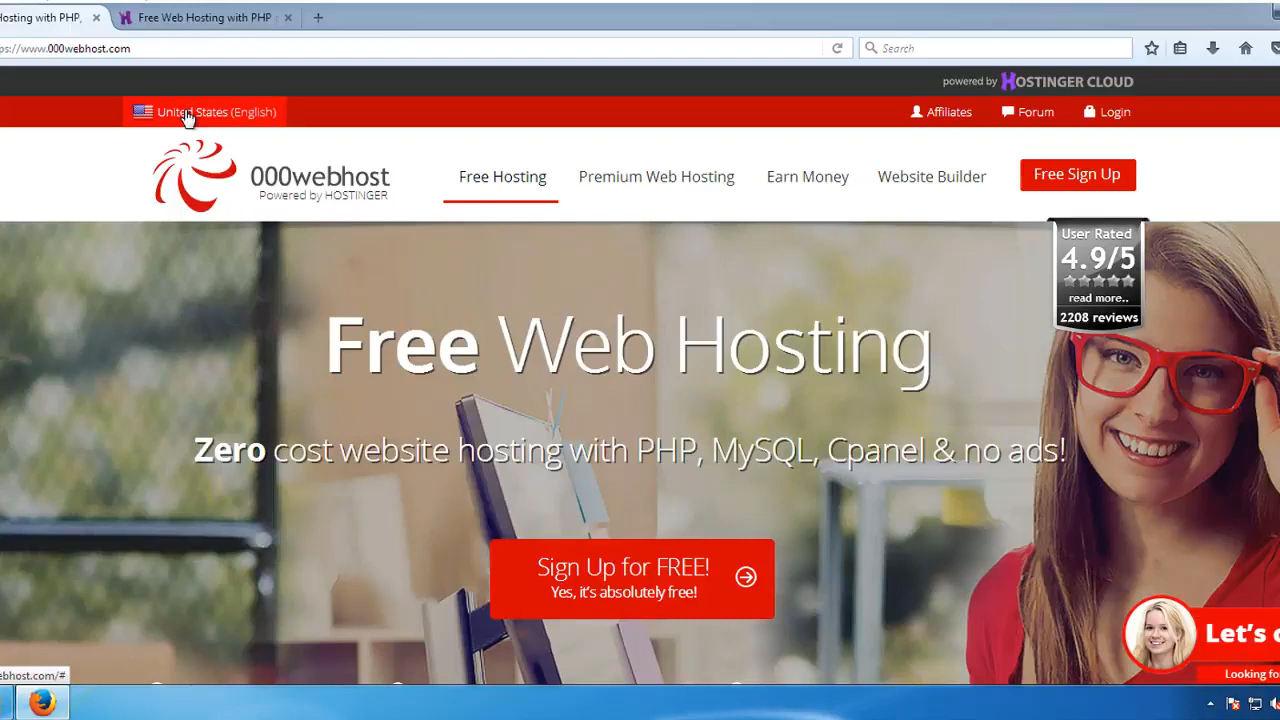 Hosting with PHP,
Free Web Hosting with PHP
ps://www.000webhost.com
Search
powered by HOSTINGER CLOUD
United States (English)
Affiliates
Forum
Login
000webhost
Powered by HOSTINGER
Free Hosting
Premium Web Hosting
Earn Money
Website Builder
Free Sign Up
User Rated
4.9/5
read more..
2208 reviews
Free Web Hosting
Zero cost website hosting with PHP, MySQL, Cpanel & no ads!
Sign Up for FREE!
Yes, it's absolutely free!
Let's
Looking fo
ebhost.com/#